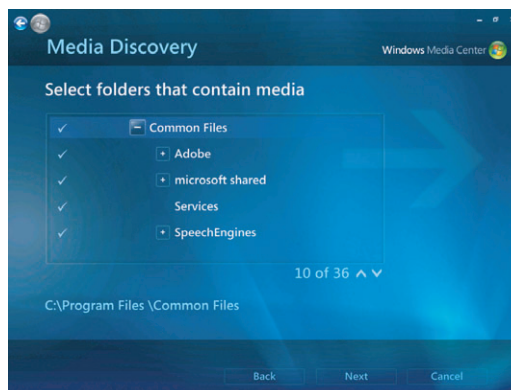 Media Discovery
Windows Media Center
Select folders that contain media
Common Files
Adobe
microsoft shared
Services
SpeechEngines
10 of 36
C:\Program Files \Common Files
Back Next Cancel